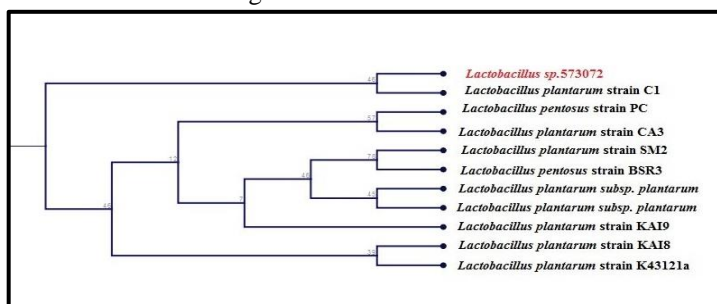 Lactobacillus sp.573072
Lactobacillus plantarum strain C1
Lactobacillus pentosus strain PC
Lactobacillus plantarum strain CA3
Lactobacillus plantarum strain SM2
Lactobacillus pentosus strain BSR3
Lactobacillus plantarum subsp. plantarum
Lactobacillus plantarum subsp. plantarum
Lactobacillus plantarum strain KAI9
Lactobacillus plantarum strain KAI8
Lactobacillus plantarum strain K43121a